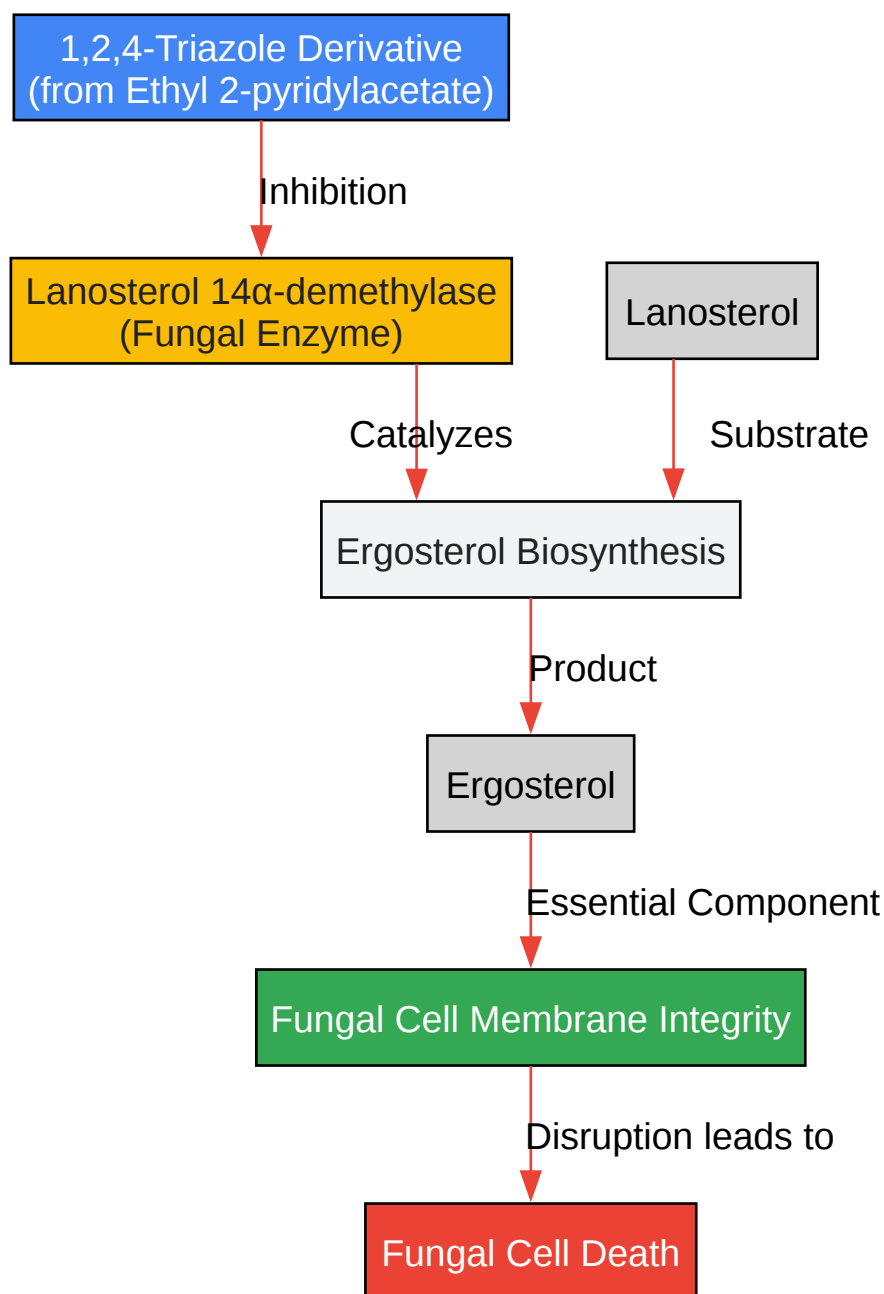 1,2,4-Triazole Derivative
(from Ethyl 2-pyridylacetate)
Inhibition
Lanosterol 14α-demethylase
(Fungal Enzyme)
Lanosterol
Catalyzes
Substrate
Ergosterol Biosynthesis
Product
Ergosterol
Essential Component
Fungal Cell Membrane Integrity
Disruption leads to
Fungal Cell Death